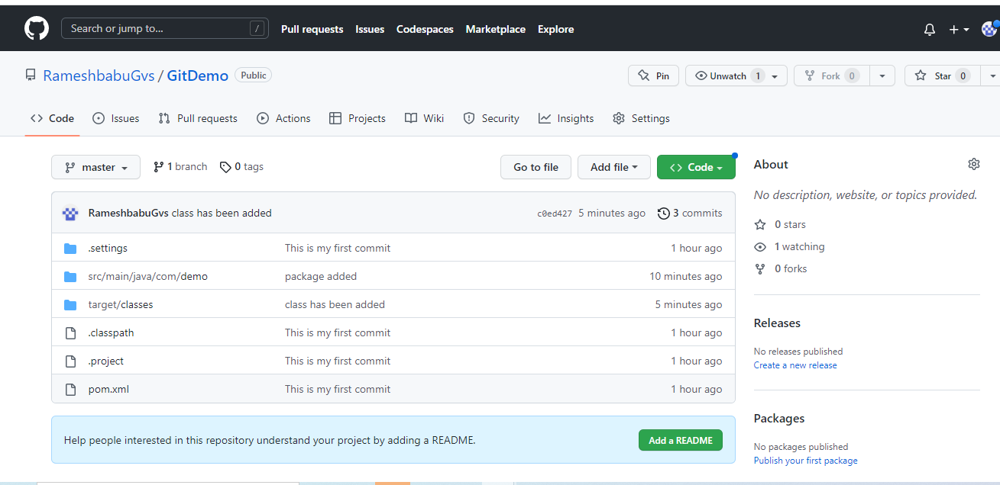 Search or jump to... / Pull requests Issues Codespaces Marketplace Explore
RameshbabuGvs / GitDemo Public Pin Unwatch 1 Fork 0 Star 0
Code Issues Pull requests Actions Projects Wiki Security Insights Settings
master 1 branch 0 tags Go to file Add file Code
RameshbabuGvs class has been added c0ed427 5 minutes ago 3 commits
.settings This is my first commit 1 hour ago
src/main/java/com/demo package added 10 minutes ago
target/classes class has been added 5 minutes ago
.classpath This is my first commit 1 hour ago
.project This is my first commit 1 hour ago
pom.xml This is my first commit 1 hour ago
Help people interested in this repository understand your project by adding a README. Add a README
About
No description, website, or topics provided.
0 stars
1 watching
0 forks
Releases
No releases published
Create a new release
Packages
No packages published
Publish your first package